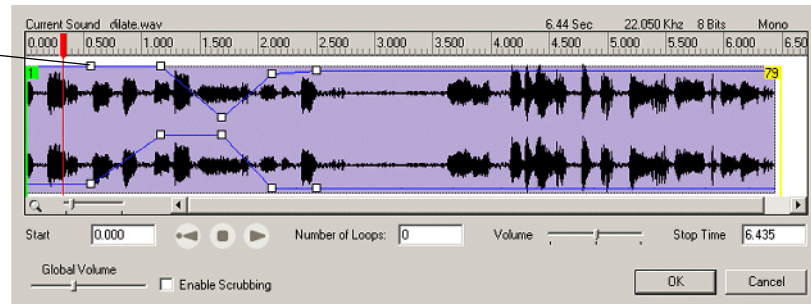 Current Sound dilate.wav 6.44 Sec 22.050 Khz 8 Bits Mono
0.000 0.500 1.000 1.500 2.000 2.500 3.000 3.500 4.000 4.500 5.000 5.500 6.000 6.50
1 79
Start 0.000 Number of Loops: 0 Volume Stop Time 6.435
Global Volume
Enable Scrubbing OK Cancel